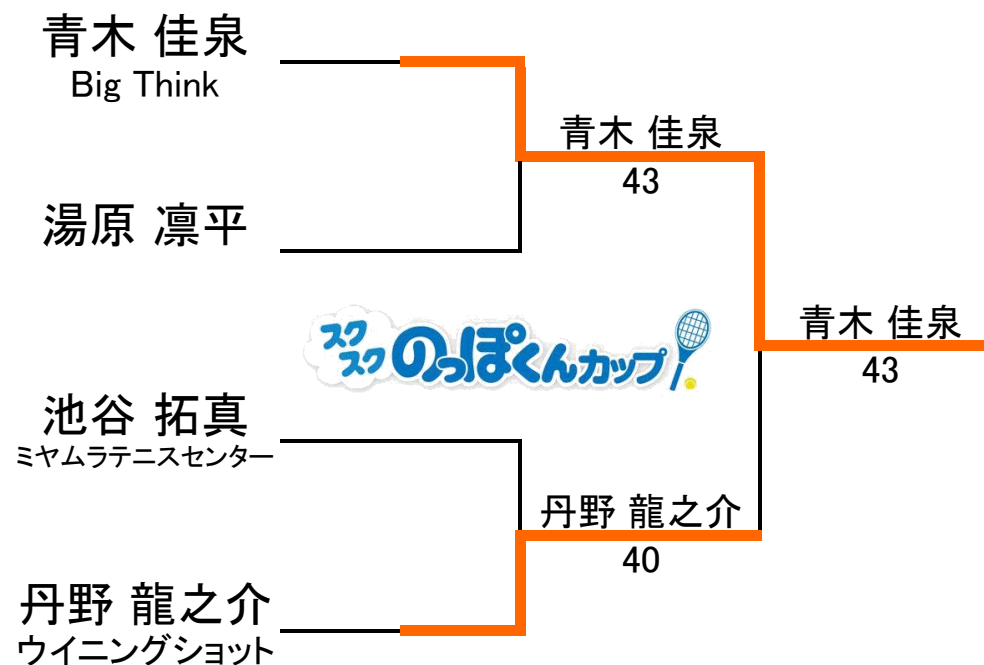 青木 佳泉
Big Think
青木 佳泉
43
湯原 凛平
スクスクのっぽくんカップ
青木 佳泉
43
池谷 拓真
ミヤムラテニスセンター
丹野 龍之介
40
丹野 龍之介
ウイニングショット